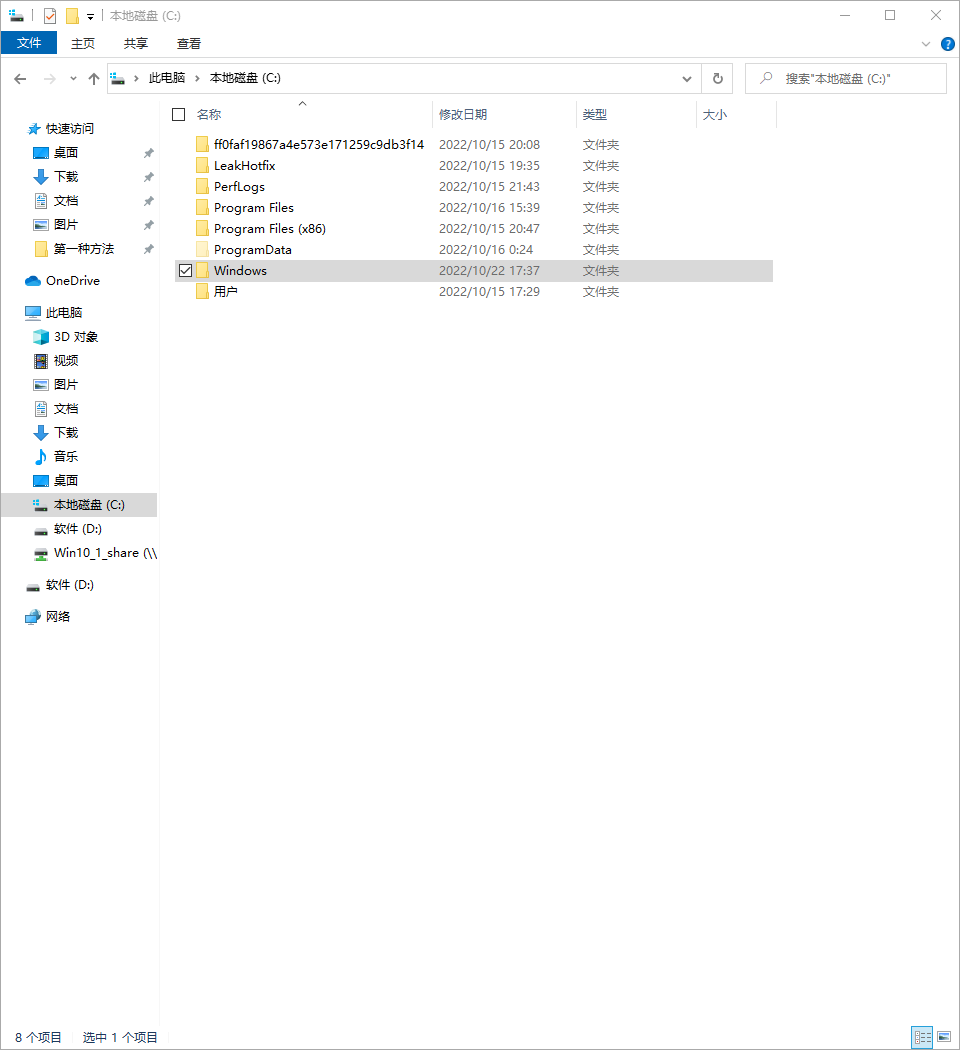 本地磁盘 (C:)
文件 主页 共享 查看
此电脑 本地磁盘 (C:) 搜索"本地磁盘 (C:)"
快速访问
桌面
下载
文档
图片
第一种方法
OneDrive
此电脑
3D 对象
视频
图片
文档
下载
音乐
桌面
本地磁盘 (C:)
软件 (D:)
Win10_1_share (\\
软件 (D:)
网络
名称 修改日期 类型 大小
ff0faf19867a4e573e171259c9db3f14 2022/10/15 20:08 文件夹
LeakHotfix 2022/10/15 19:35 文件夹
PerfLogs 2022/10/15 21:43 文件夹
Program Files 2022/10/16 15:39 文件夹
Program Files (x86) 2022/10/15 20:47 文件夹
ProgramData 2022/10/16 0:24 文件夹
Windows 2022/10/22 17:37 文件夹
用户 2022/10/15 17:29 文件夹
8 个项目 选中 1 个项目